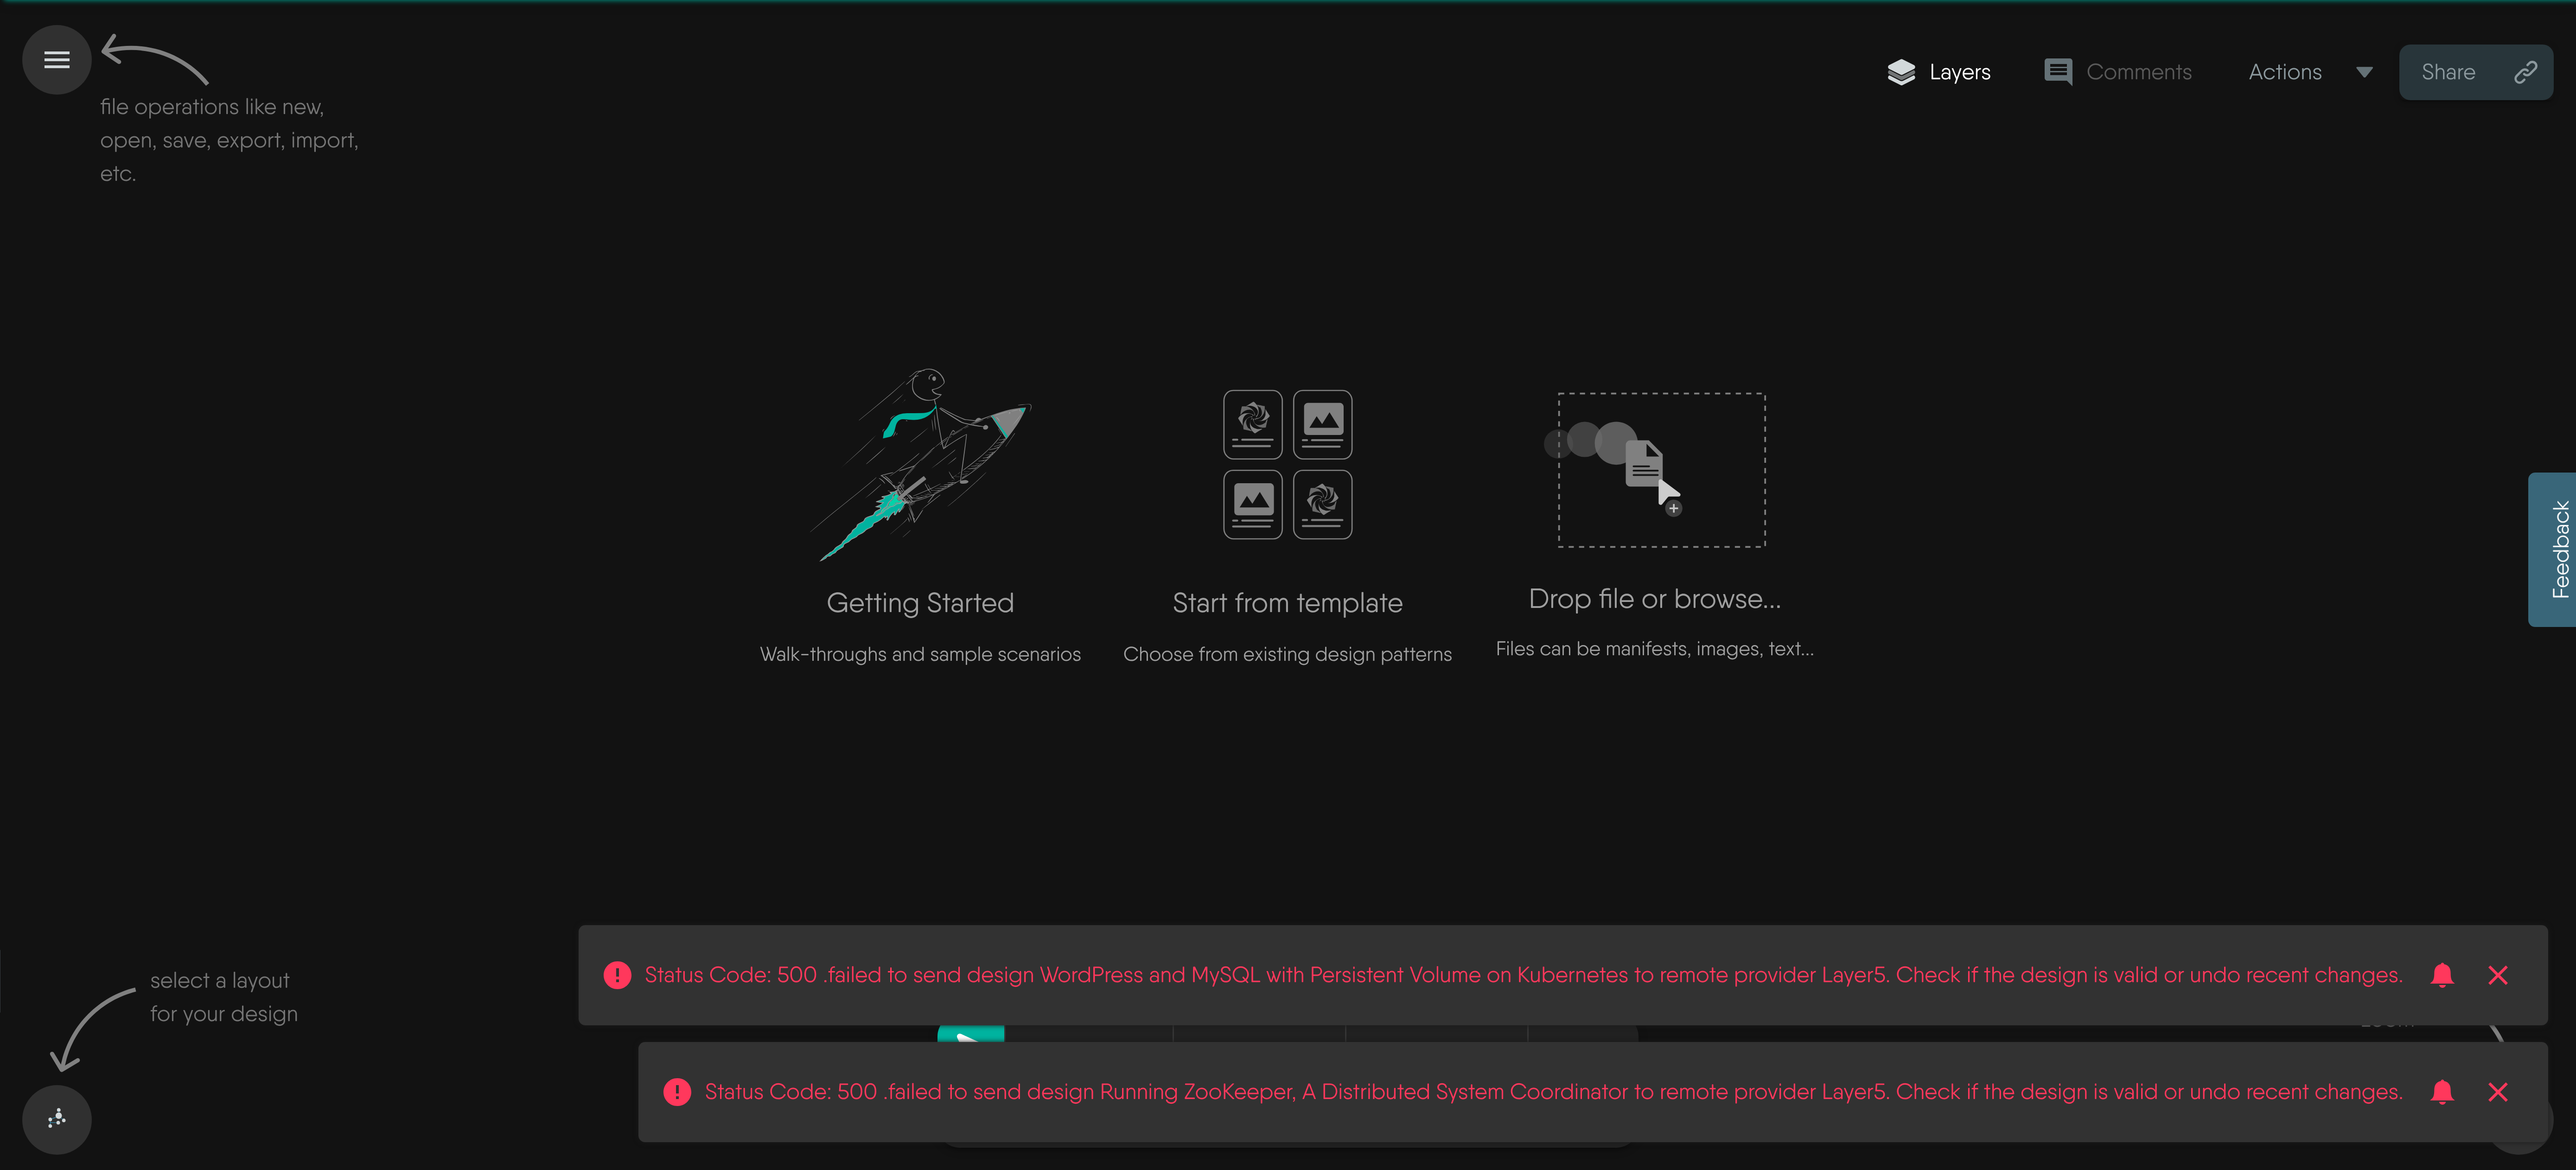 file operations like new,
open, save, export, import,
etc.
Layers
Comments
Actions
Share
Getting Started
Walk-throughs and sample scenarios
Start from template
Choose from existing design patterns
Drop file or browse...
Files can be manifests, images, text...
Feedback
select a layout
for your design
Status Code: 500 .failed to send design WordPress and MySQL with Persistent Volume on Kubernetes to remote provider Layer5. Check if the design is valid or undo recent changes.
Status Code: 500 .failed to send design Running ZooKeeper, A Distributed System Coordinator to remote provider Layer5. Check if the design is valid or undo recent changes.